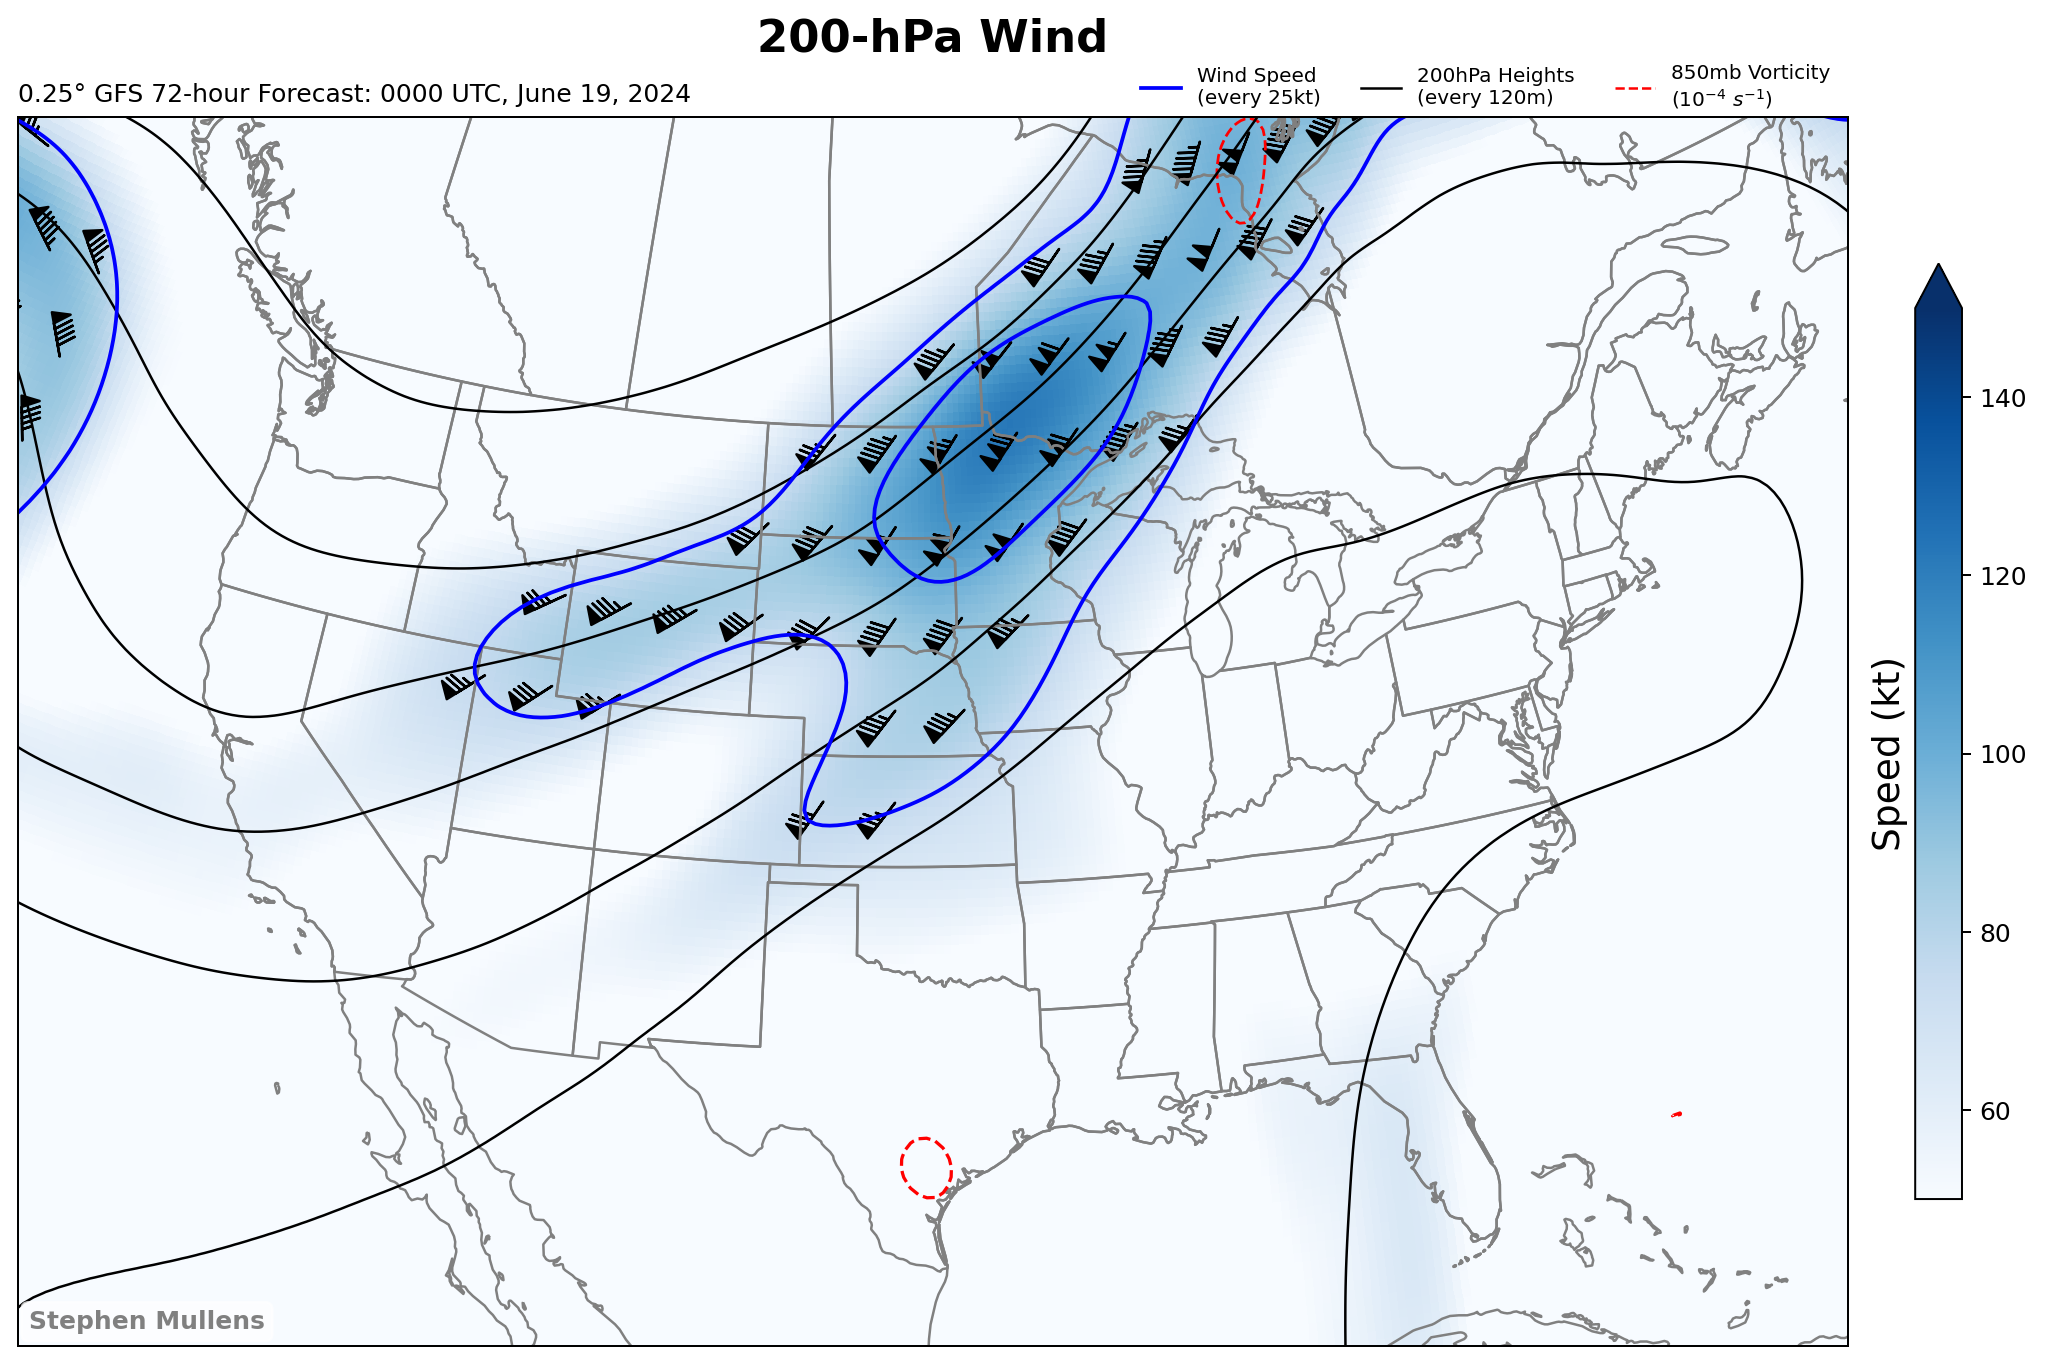 200-hPa Wind
0.25° GFS 72-hour Forecast: 0000 UTC, June 19, 2024
Wind Speed
(every 25kt)
200hPa Heights
(every 120m)
850mb Vorticity
(10⁻⁴ s⁻¹)
140
120
100
80
60
Speed (kt)
Stephen Mullens